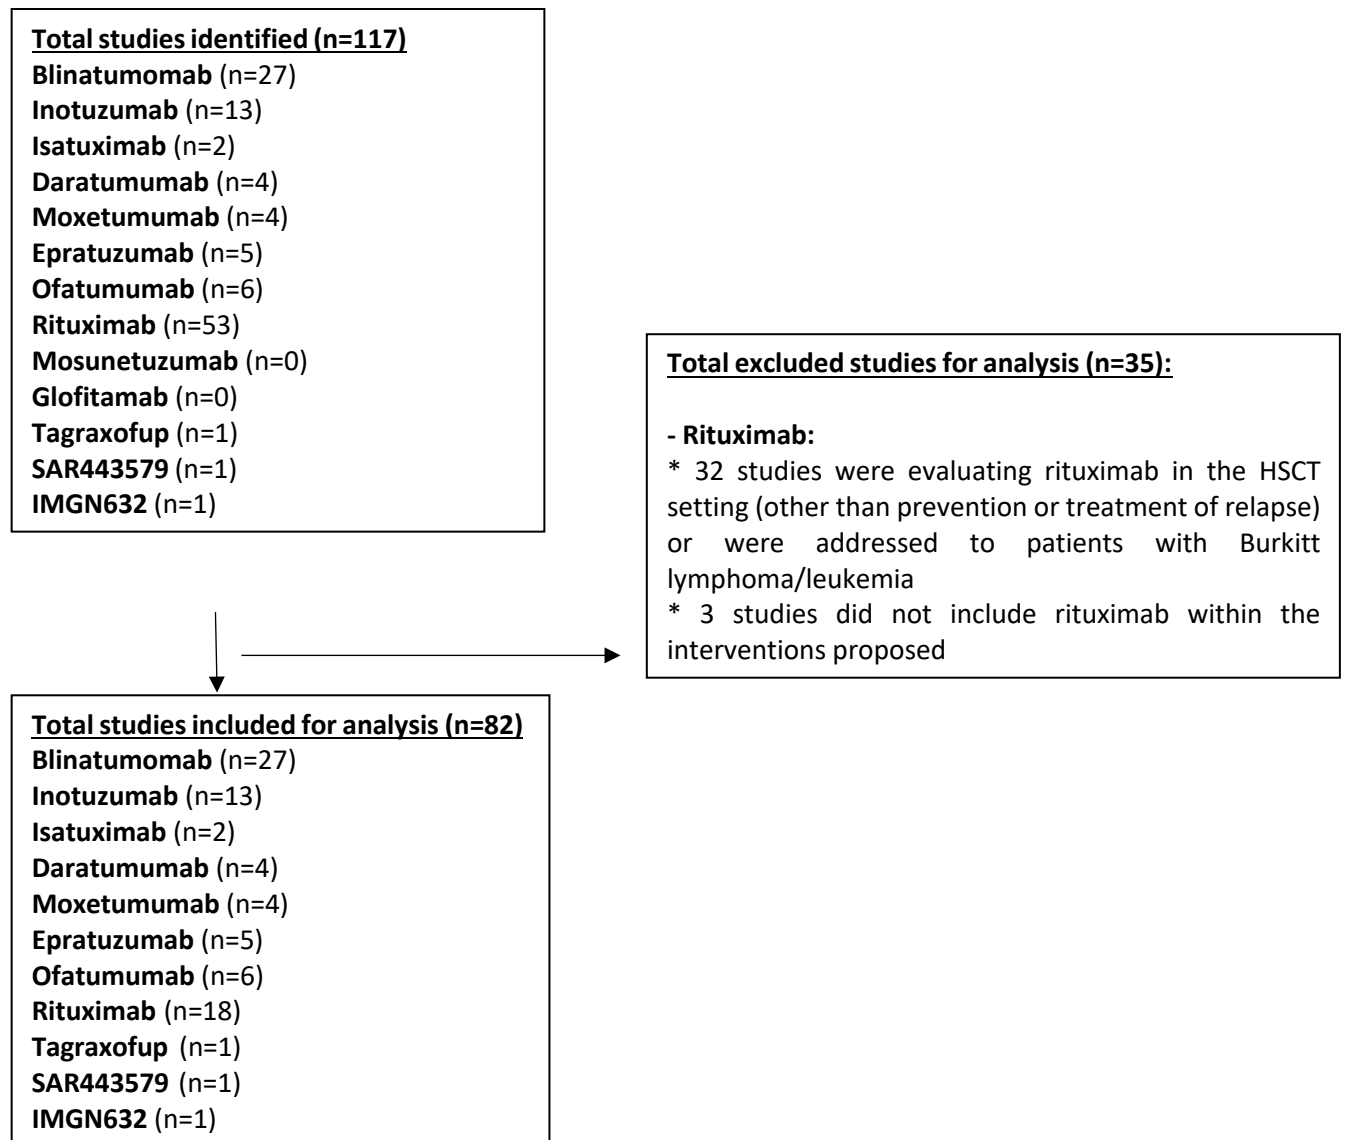 Total studies identified (n=117)
Blinatumomab (n=27)
Inotuzumab (n=13)
Isatuximab (n=2)
Daratumumab (n=4)
Moxetumumab (n=4)
Epratuzumab (n=5)
Ofatumumab (n=6)
Rituximab (n=53)
Mosunetuzumab (n=0)
Glofitamab (n=0)
Tagraxofup (n=1)
SAR443579 (n=1)
IMGN632 (n=1)
Total excluded studies for analysis (n=35):
- Rituximab:
* 32 studies were evaluating rituximab in the HSCT
setting (other than prevention or treatment of relapse)
or were addressed to patients with Burkitt
lymphoma/leukemia
* 3 studies did not include rituximab within the
interventions proposed
Total studies included for analysis (n=82)
Blinatumomab (n=27)
Inotuzumab (n=13)
Isatuximab (n=2)
Daratumumab (n=4)
Moxetumumab (n=4)
Epratuzumab (n=5)
Ofatumumab (n=6)
Rituximab (n=18)
Tagraxofup (n=1)
SAR443579 (n=1)
IMGN632 (n=1)